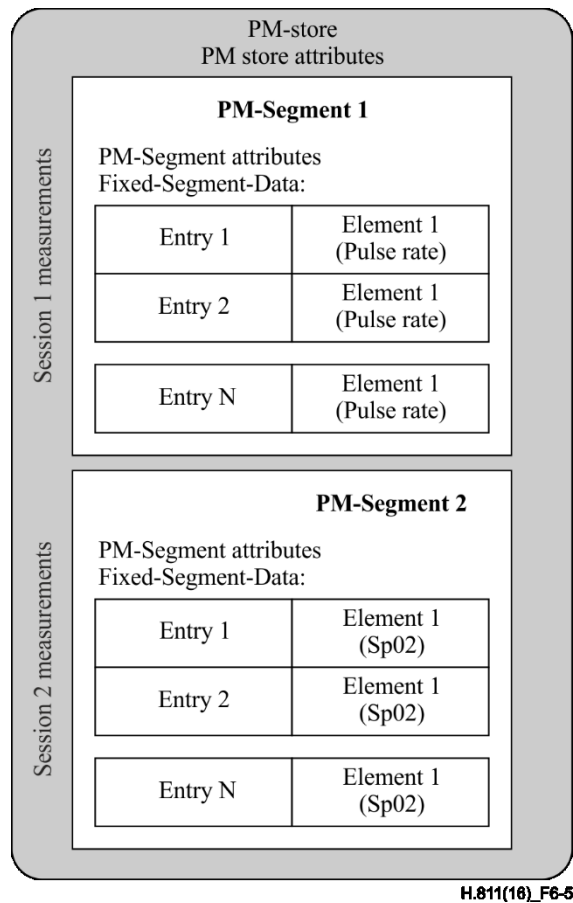 PM-store
PM store attributes
Session 1 measurements
PM-Segment 1
PM-Segment attributes
Fixed-Segment-Data:
Entry 1
Element 1
(Pulse rate)
Entry 2
Element 1
(Pulse rate)
Entry N
Element 1
(Pulse rate)
Session 2 measurements
PM-Segment 2
PM-Segment attributes
Fixed-Segment-Data:
Entry 1
Element 1
(Sp02)
Entry 2
Element 1
(Sp02)
Entry N
Element 1
(Sp02)
H.811(16)_F6-5